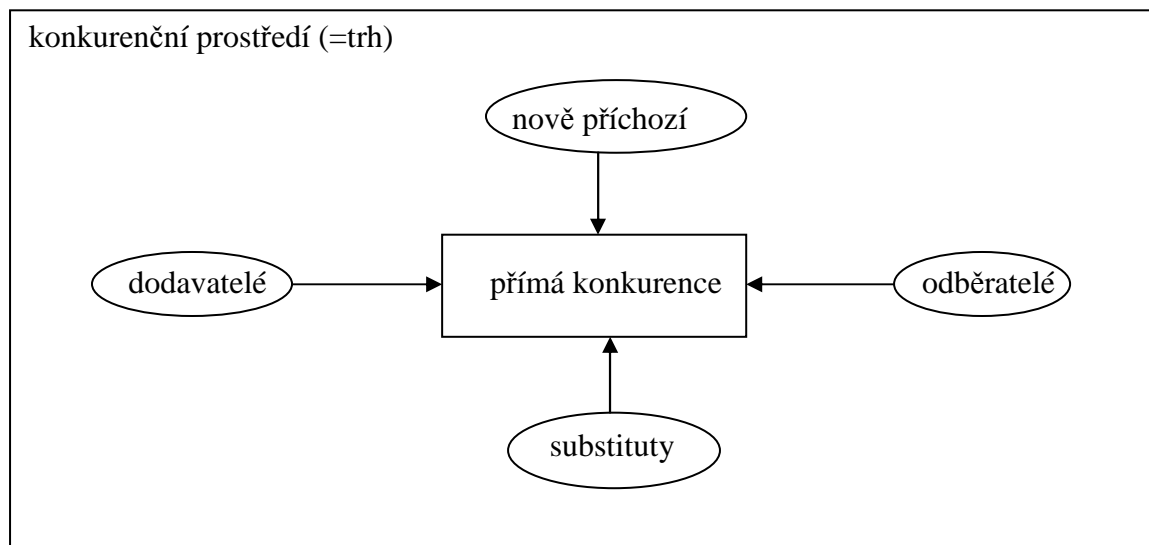 konkurenční prostředí (=trh)
nově příchozí
dodavatelé
přímá konkurence
odběratelé
substituty